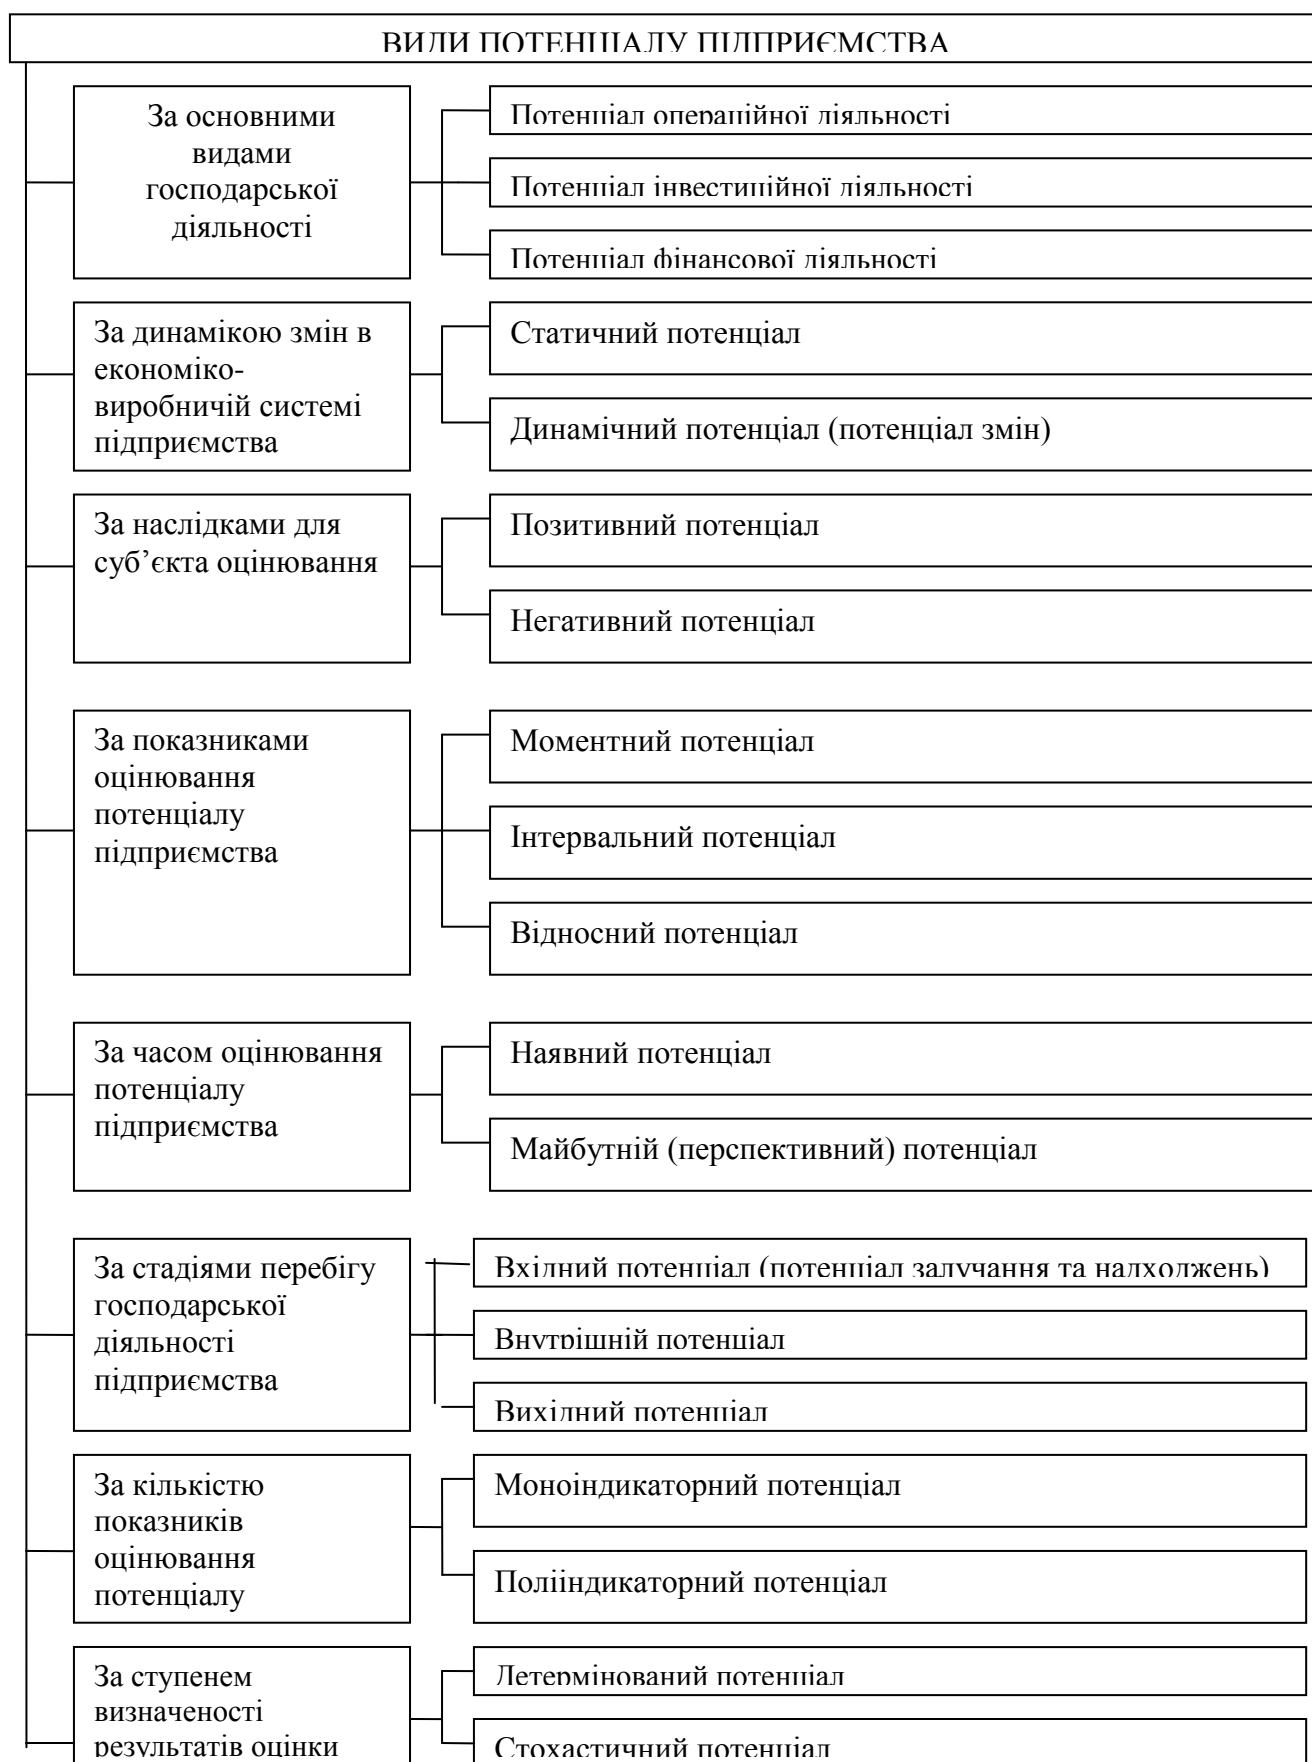 ВИДИ ПОТЕНЦІАЛУ ПІДПРИЄМСТВА
За основними
видами
господарської
діяльності
Потенціал операційної діяльності
Потенціал інвестиційної діяльності
Потенціал фінансової діяльності
За динамікою змін в
економіко-
виробничій системі
підприємства
Статичний потенціал
Динамічний потенціал (потенціал змін)
За наслідками для
суб’єкта оцінювання
Позитивний потенціал
Негативний потенціал
За показниками
оцінювання
потенціалу
підприємства
Моментний потенціал
Інтервальний потенціал
Відносний потенціал
За часом оцінювання
потенціалу
підприємства
Наявний потенціал
Майбутній (перспективний) потенціал
За стадіями перебігу
господарської
діяльності
підприємства
Вхідний потенціал (потенціал залучання та надходжень)
Внутрішній потенціал
Вихідний потенціал
За кількістю
показників
оцінювання
потенціалу
Моноіндикаторний потенціал
Полііндикаторний потенціал
За ступенем
визначеності
результатів оцінки
Детермінований потенціал
Стохастичний потенціал